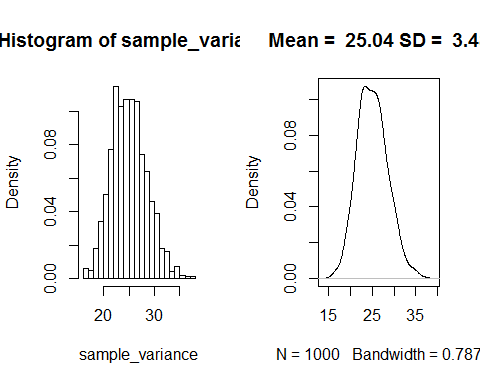 Histogram of sample_varia
Density
0.00
0.04
0.08
20
30
sample_variance
Mean =  25.04 SD =  3.4
Density
0.00
0.04
0.08
15
25
35
N = 1000   Bandwidth = 0.787